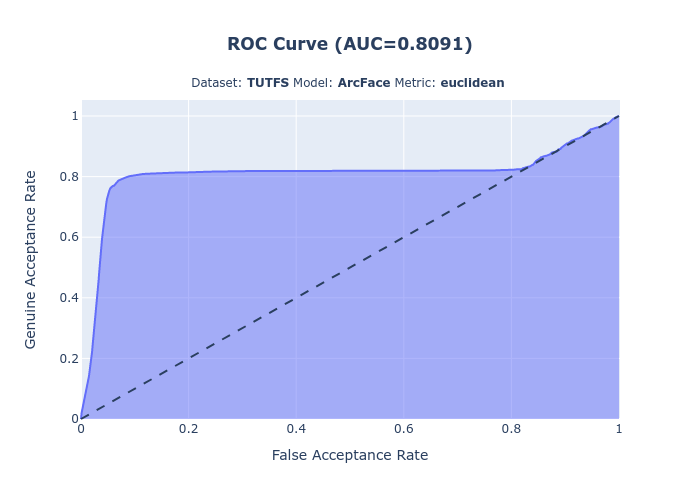 ROC Curve (AUC=0.8091)
Dataset: TUTFS Model: ArcFace Metric: euclidean
1
0.8
0.6
0.4
0.2
0
Genuine Acceptance Rate
0 0.2 0.4 0.6 0.8 1
False Acceptance Rate